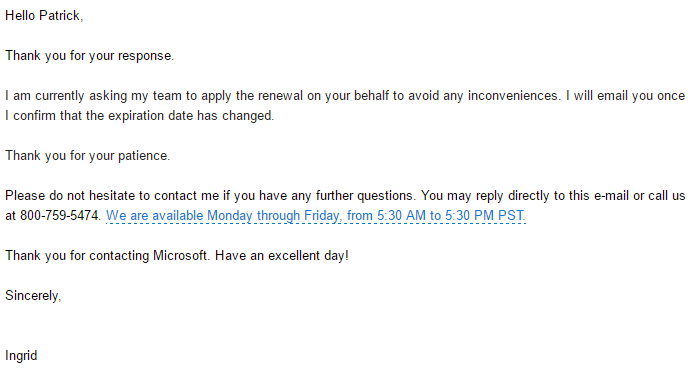 Hello Patrick,
Thank you for your response.
I am currently asking my team to apply the renewal on your behalf to avoid any inconveniences. I will email you once
I confirm that the expiration date has changed.
Thank you for your patience.
Please do not hesitate to contact me if you have any further questions. You may reply directly to this e-mail or call us
at 800-759-5474. We are available Monday through Friday, from 5:30 AM to 5:30 PM PST.
Thank you for contacting Microsoft. Have an excellent day!
Sincerely,
Ingrid